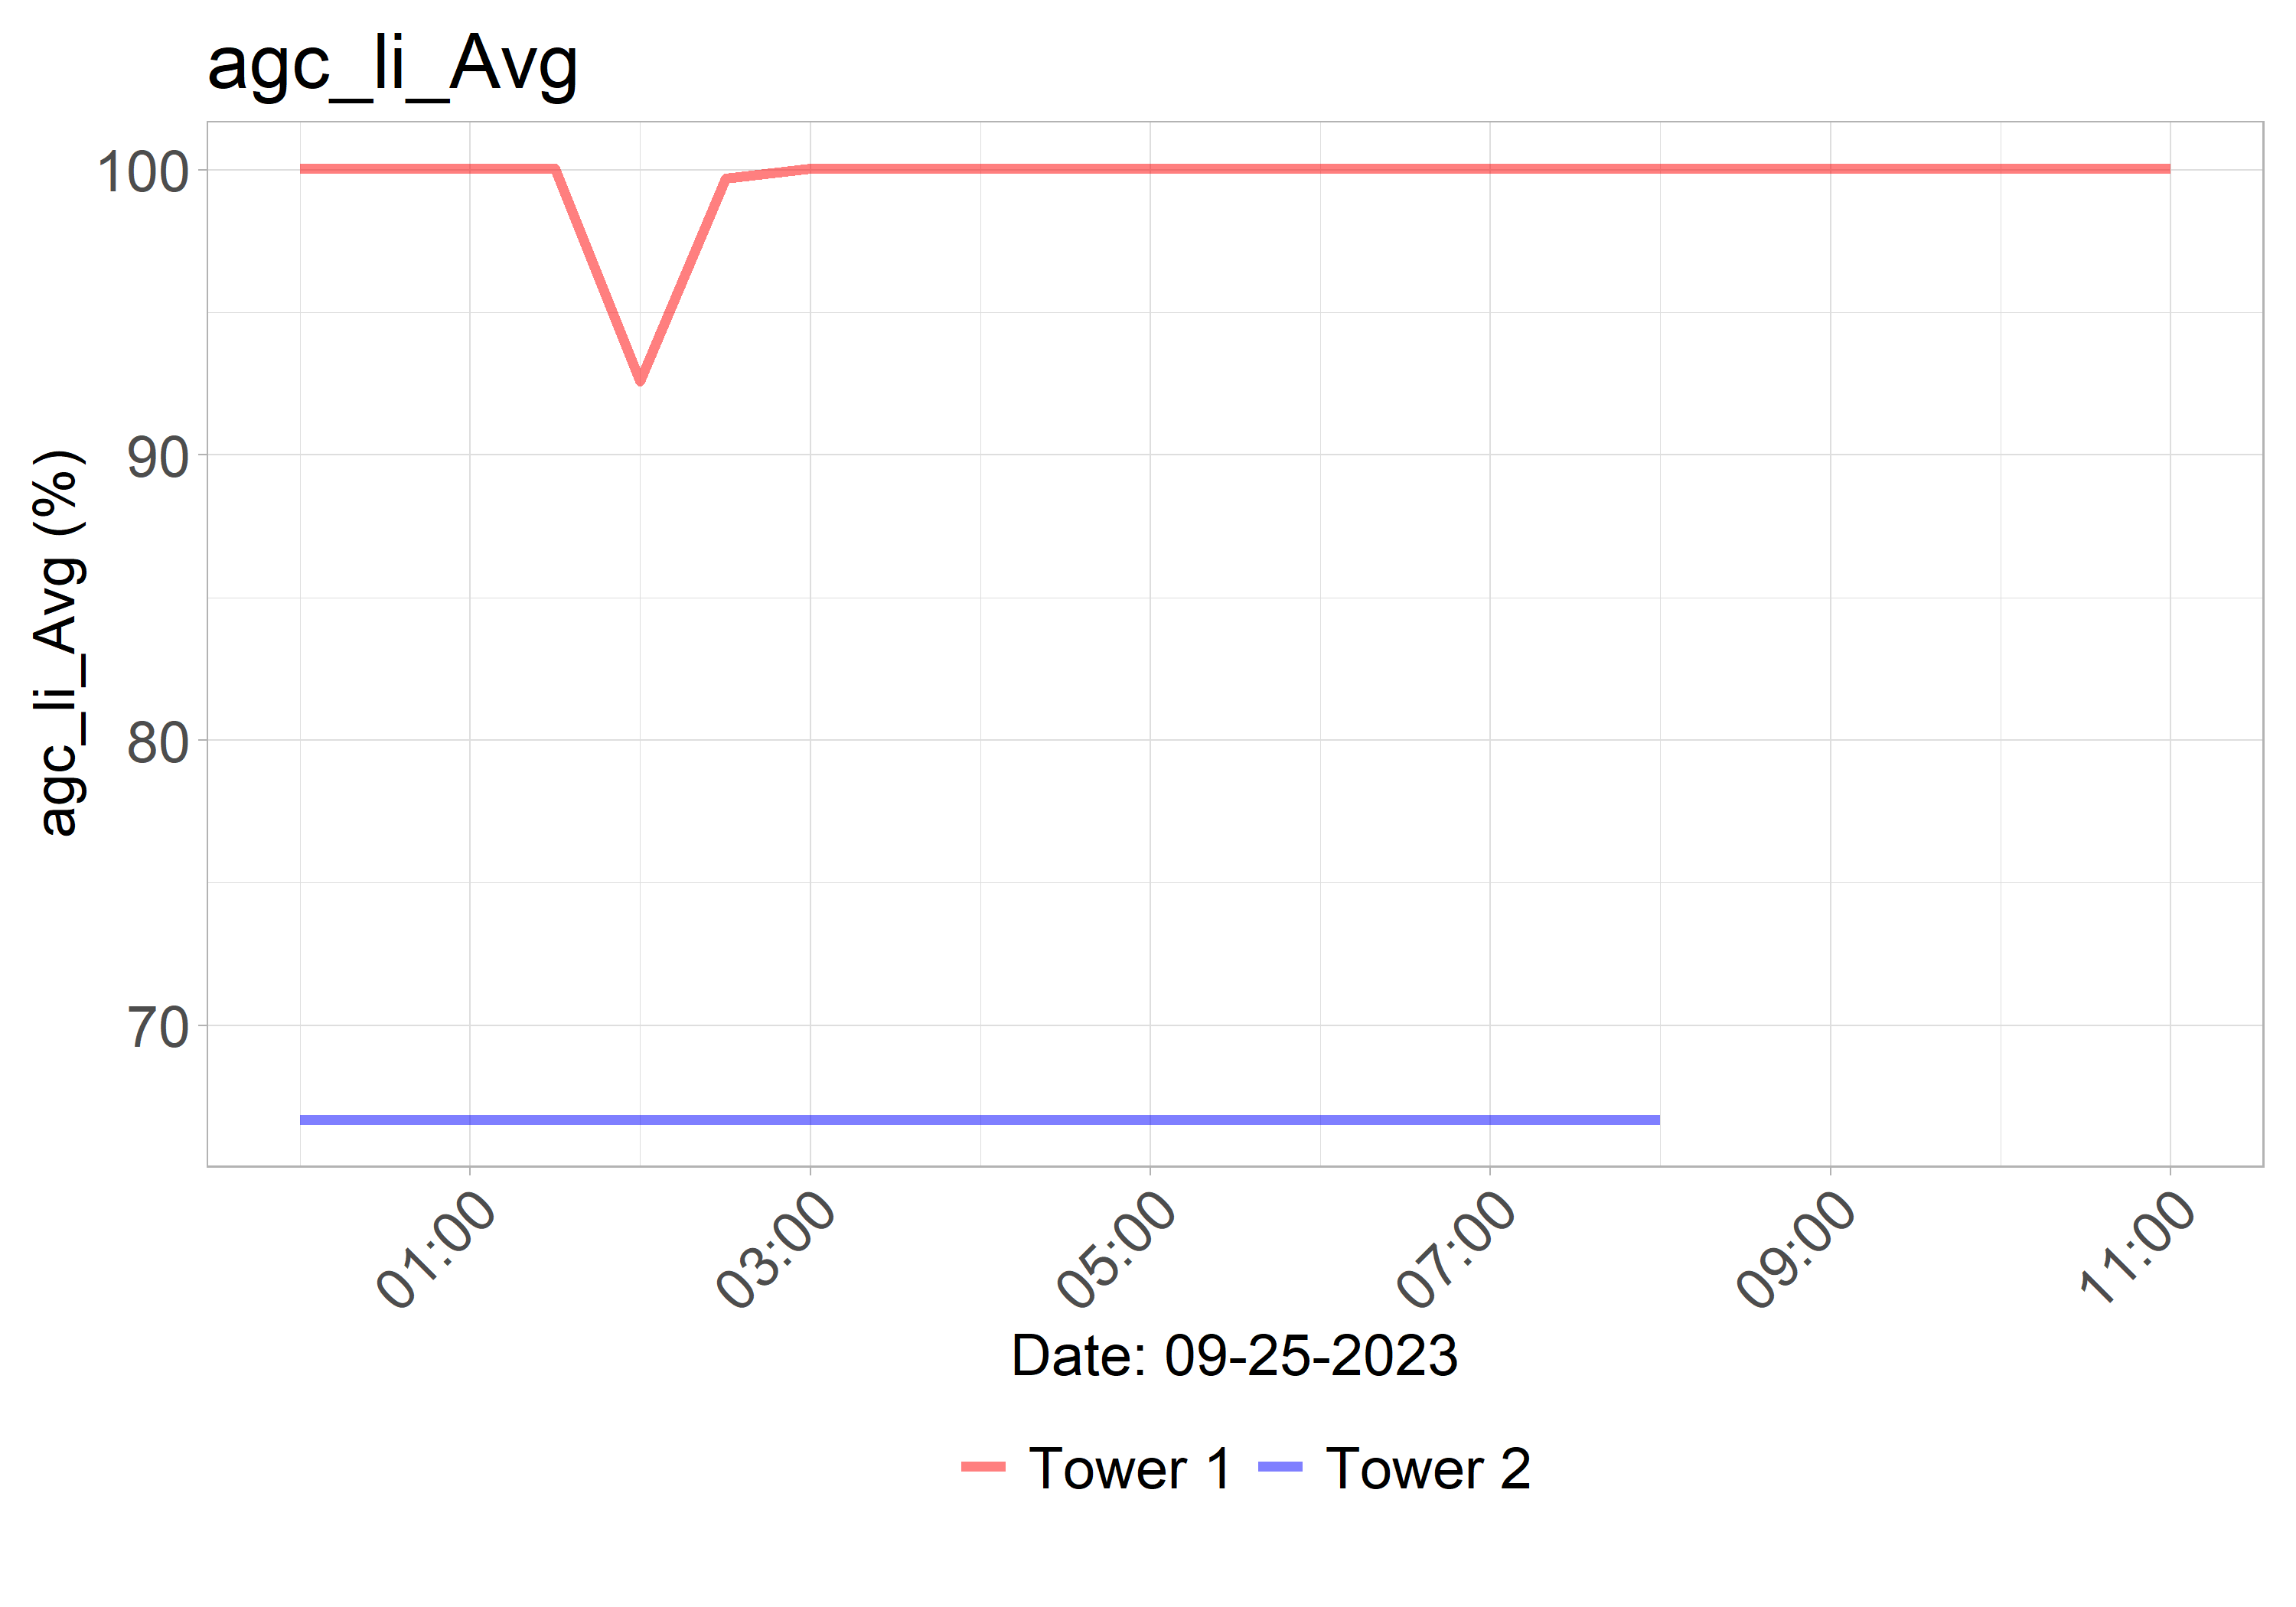 agc_li_Avg
100
90
80
70
agc_li_Avg (%)
01:00 03:00 05:00 07:00 09:00 11:00
Date: 09-25-2023
Tower 1 Tower 2